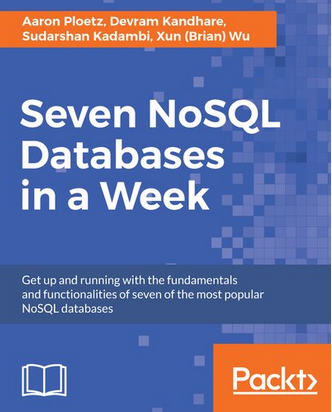 Aaron Ploetz, Devram Kandhare,
Sudarshan Kadambi, Xun (Brian) Wu
Seven NoSQL
Databases
in a Week
Get up and running with the fundamentals
and functionalities of seven of the most popular
NoSQL databases
Packt>